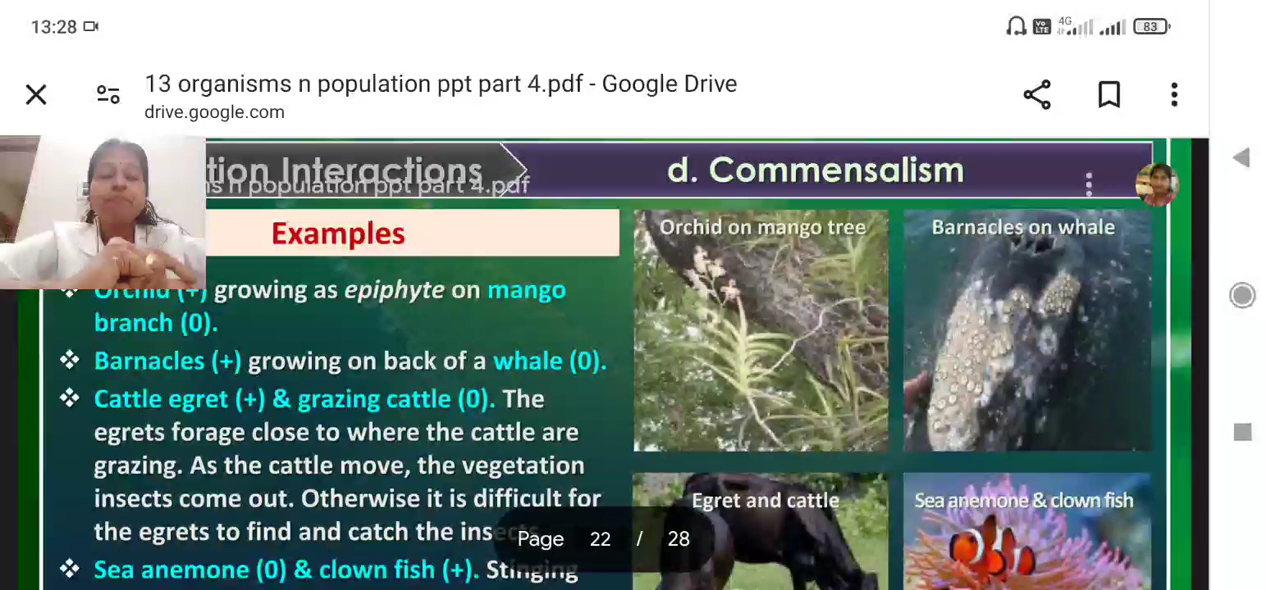 13:28
4G
83
13 organisms n population ppt part 4.pdf - Google Drive
drive.google.com
tion Interactions
d. Commensalism
n population ppt part 4.pdf
Examples
Orchid (+) growing as epiphyte on mango
branch (0).
❖ Barnacles (+) growing on back of a whale (0).
❖ Cattle egret (+) & grazing cattle (0). The
egrets forage close to where the cattle are
grazing. As the cattle move, the vegetation
insects come out. Otherwise it is difficult for
the egrets to find and catch the insects.
❖ Sea anemone (0) & clown fish (+). Stinging
Orchid on mango tree
Barnacles on whale
Egret and cattle
Sea anemone & clown fish
Page 22 / 28